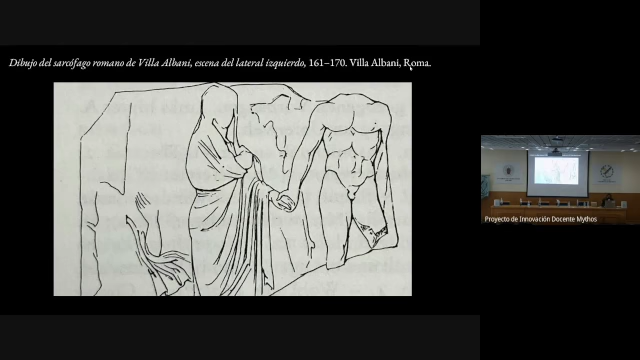 Dibujo del sarcófago romano de Villa Albani, escena del lateral izquierdo, 161–170. Villa Albani, Roma.
Proyecto de Innovación Docente Mythos